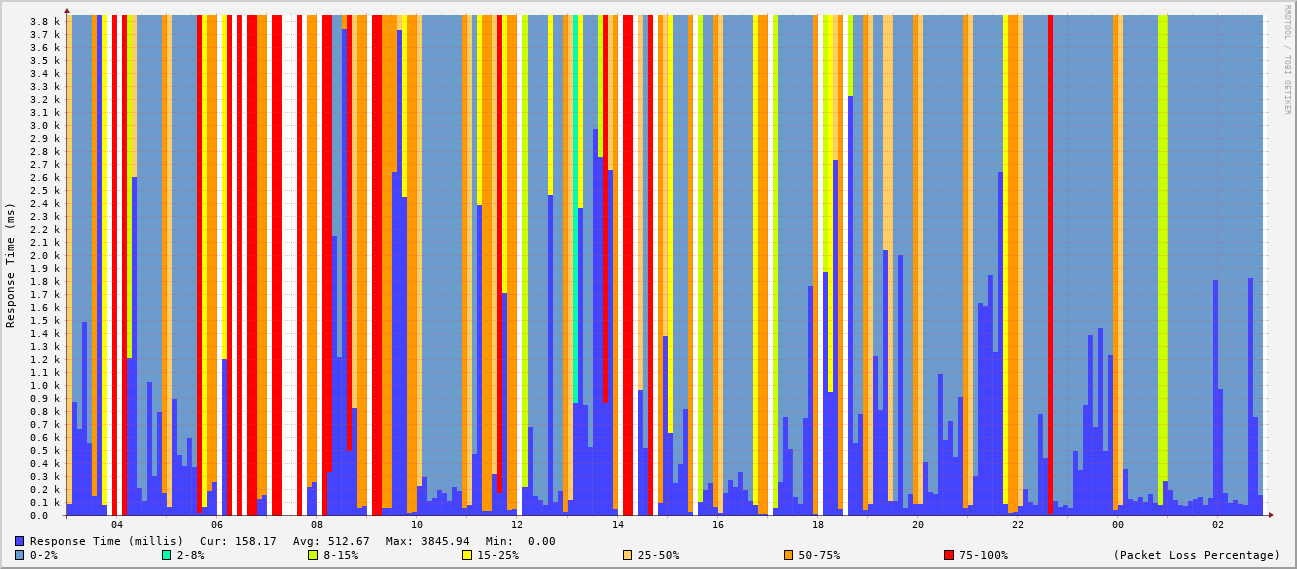 3.8 k
3.7 k
3.6 k
3.5 k
3.4 k
3.3 k
3.2 k
3.1 k
3.0 k
2.9 k
2.8 k
2.7 k
2.6 k
2.5 k
2.4 k
2.3 k
2.2 k
2.1 k
2.0 k
1.9 k
1.8 k
1.7 k
1.6 k
1.5 k
1.4 k
1.3 k
1.2 k
1.1 k
1.0 k
0.9 k
0.8 k
0.7 k
0.6 k
0.5 k
0.4 k
0.3 k
0.2 k
0.1 k
0.0
Response Time (ms)
RRDTOOL / TOBI OETIKER
04 06 08 10 12 14 16 18 20 22 00 02
Response Time (millis) Cur: 158.17 Avg: 512.67 Max: 3845.94 Min: 0.00
0-2% 2-8% 8-15% 15-25% 25-50% 50-75% 75-100% (Packet Loss Percentage)